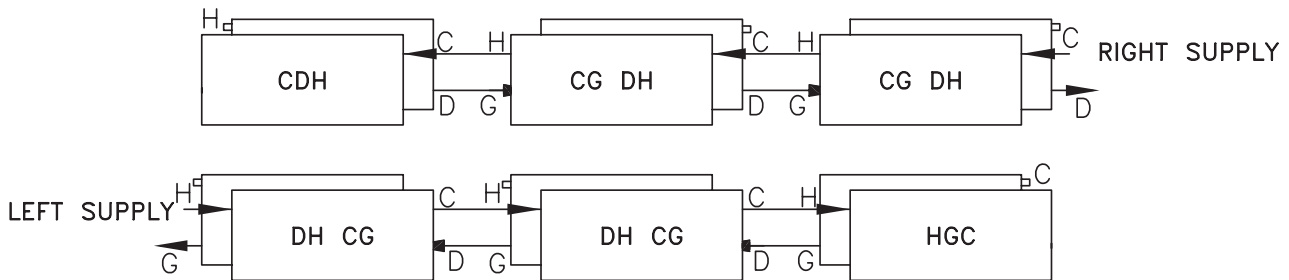 H C H C H C RIGHT SUPPLY
CDH CG DH CG DH
D G D G D
H C H C H C
LEFT SUPPLY
DH CG DH CG HGC
G D G D G